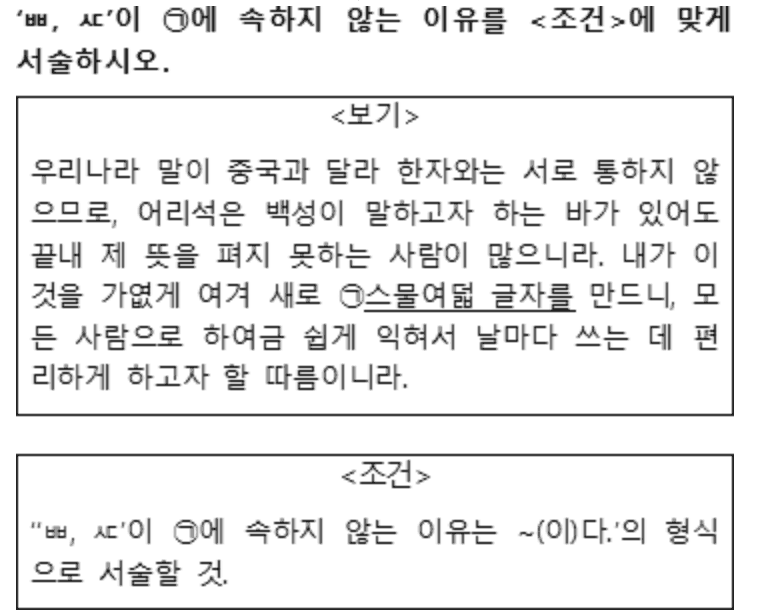 ‘ㅃ, ㅼ’이 ㉠에 속하지 않는 이유를 <조건>에 맞게
서술하시오.
<보기>
우리나라 말이 중국과 달라 한자와는 서로 통하지 않
으므로, 어리석은 백성이 말하고자 하는 바가 있어도
끝내 제 뜻을 펴지 못하는 사람이 많으니라. 내가 이
것을 가엾게 여겨 새로 ㉠스물여덟 글자를 만드니, 모
든 사람으로 하여금 쉽게 익혀서 날마다 쓰는 데 편
리하게 하고자 할 따름이니라.
<조건>
"ㅃ, ㅼ'이 ㉠에 속하지 않는 이유는 ~(이)다.'의 형식
으로 서술할 것.